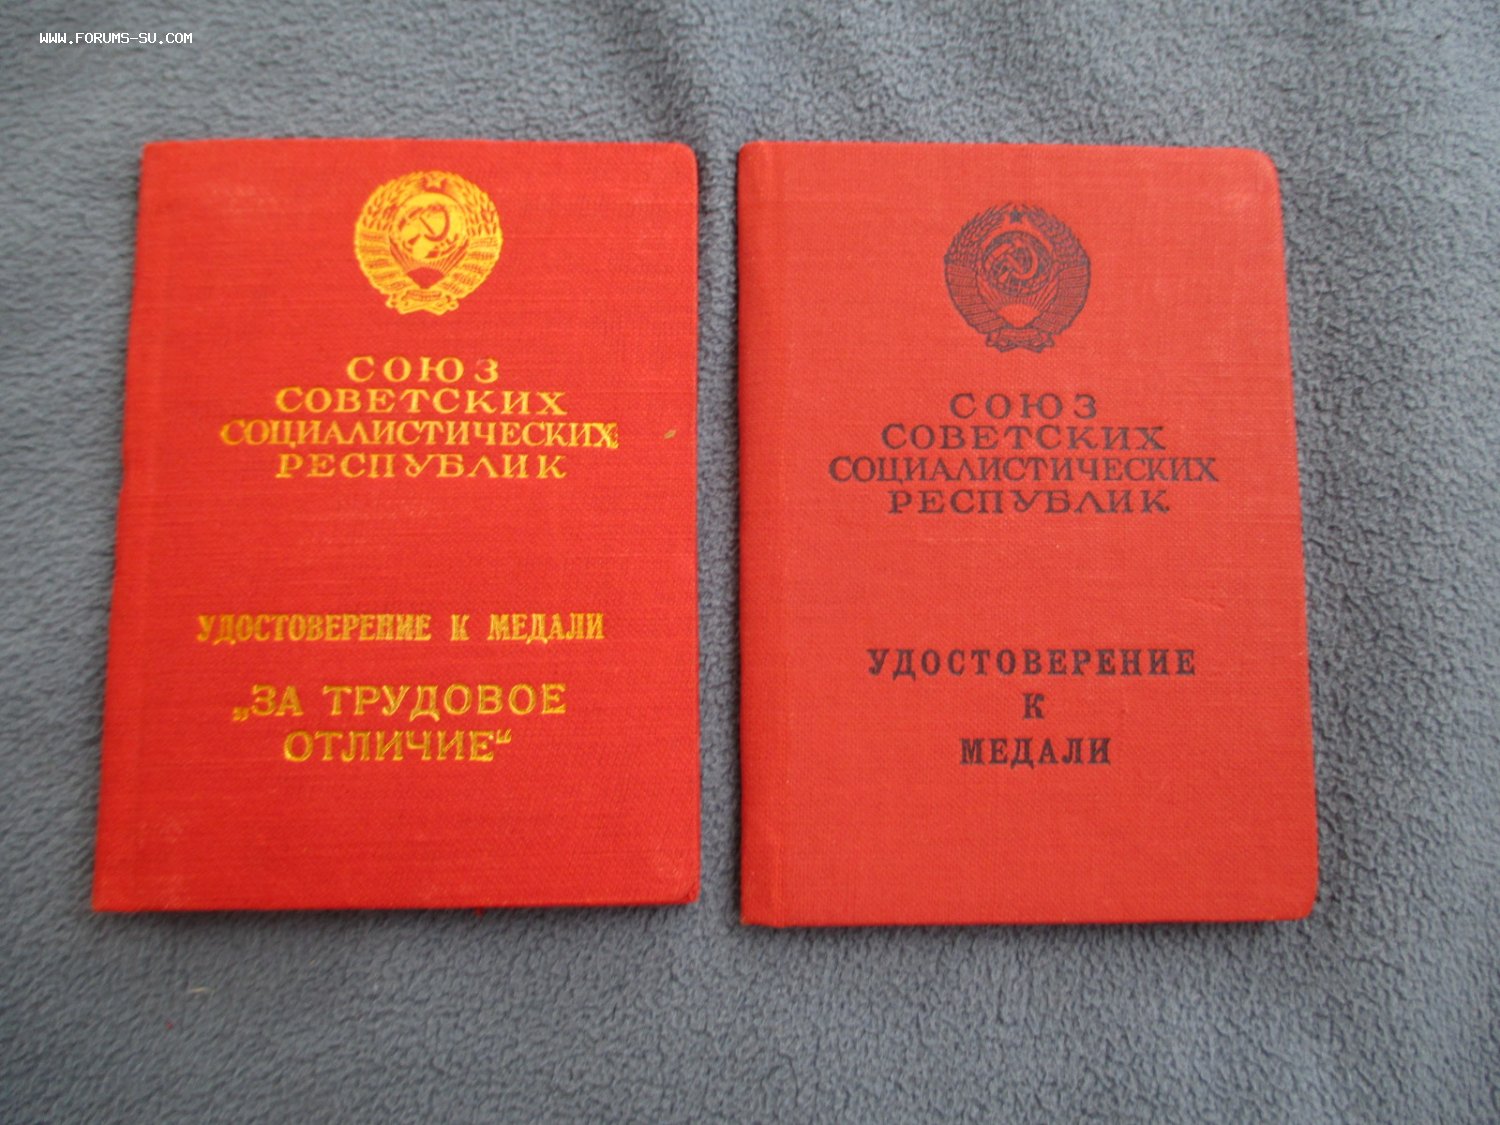 WWW.FORUMS-SU.COM
СОЮЗ
СОВЕТСКИХ
СОЦИАЛИСТИЧЕСКИХ
РЕСПУБЛИК
УДОСТОВЕРЕНИЕ К МЕДАЛИ
„ЗА ТРУДОВОЕ
ОТЛИЧИЕ“
СОЮЗ
СОВЕТСКИХ
СОЦИАЛИСТИЧЕСКИХ
РЕСПУБЛИК
УДОСТОВЕРЕНИЕ
К
МЕДАЛИ